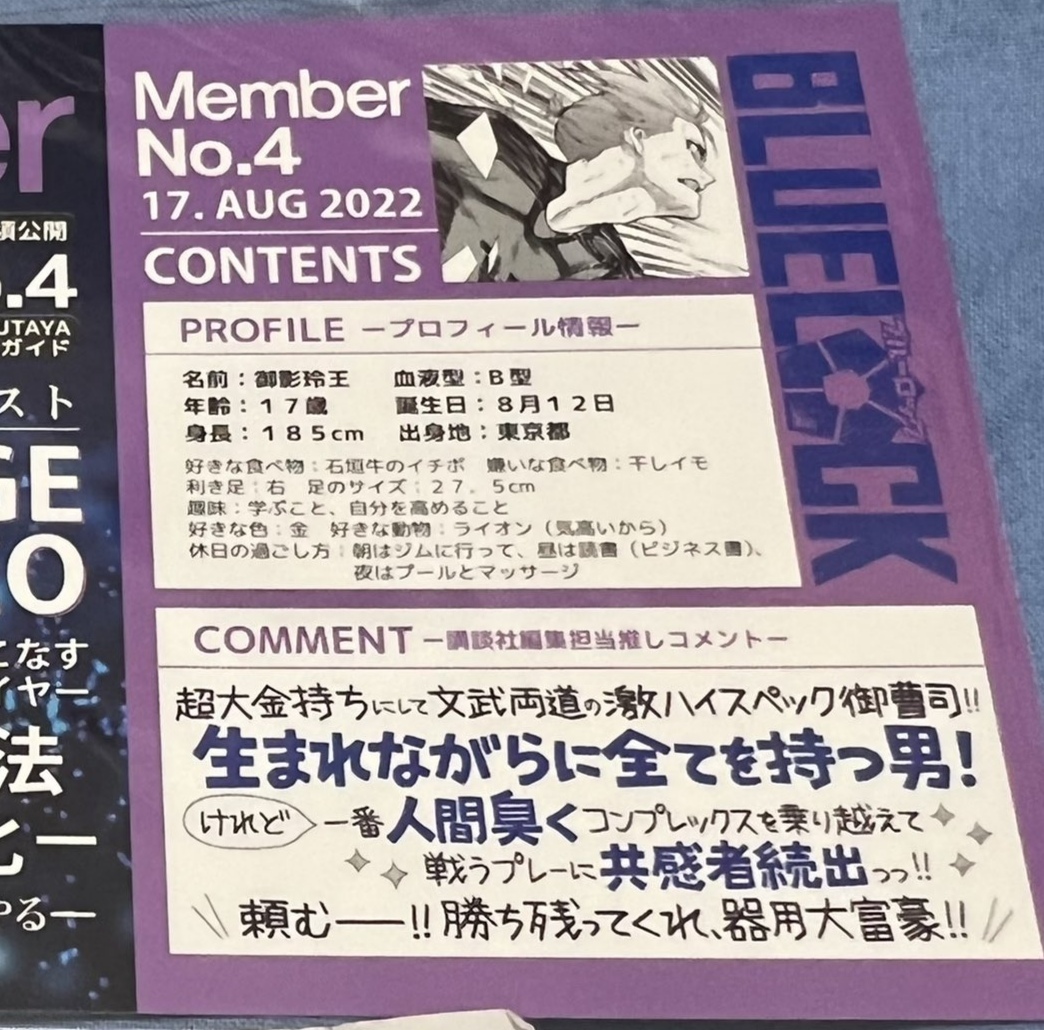 er
公開
.4
UTAYA
ガイド
スト
GE
O
こなす
イヤー
法
ヒー
やるー
Member
No.4
17. AUG 2022
CONTENTS
BLUELOCK
ブルーロック
PROFILE ープロフィール情報ー
名前：御影玲王　血液型：B型
年齢：１７歳　誕生日：８月１２日
身長：１８５cm　出身地：東京都
好きな食べ物：石垣牛のイチボ　嫌いな食べ物：干しイモ
利き足：右　足のサイズ：２７．５cm
趣味：学ぶこと、自分を高めること
好きな色：金　好きな動物：ライオン（気高いから）
休日の過ごし方：朝はジムに行って、昼は読書（ビジネス書）、
夜はプールとマッサージ
COMMENT ー講談社編集担当推しコメントー
超大金持ちにして文武両道の激ハイスペック御曹司!!
生まれながらに全てを持つ男!
けれど 一番人間臭くコンプレックスを乗り越えて
戦うプレーに共感者続出っっ!!
頼む――!! 勝ち残ってくれ、器用大富豪!!